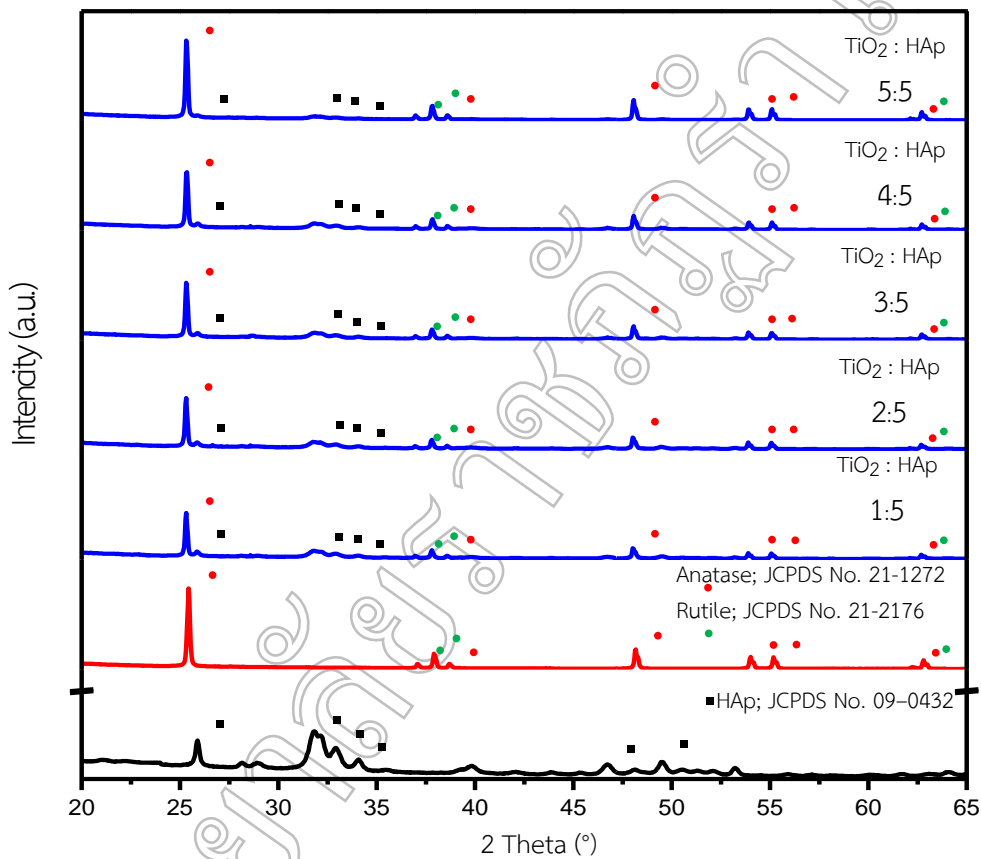 TiO2 : HAp
5:5
TiO2 : HAp
4:5
TiO2 : HAp
3:5
TiO2 : HAp
2:5
TiO2 : HAp
1:5
Anatase; JCPDS No. 21-1272
Rutile; JCPDS No. 21-2176
HAp; JCPDS No. 09–0432
Intencity (a.u.)
20 25 30 35 40 45 50 55 60 65
2 Theta (°)